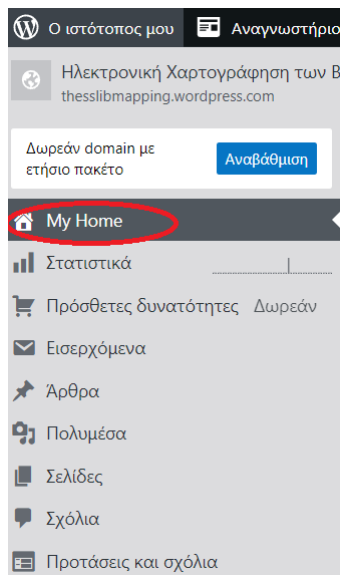 Ο ιστότοπος μου Αναγνωστήριο
Ηλεκτρονική Χαρτογράφηση των Β
thesslibmapping.wordpress.com
Δωρεάν domain με
ετήσιο πακέτο
Αναβάθμιση
My Home
Στατιστικά
Πρόσθετες δυνατότητες Δωρεάν
Εισερχόμενα
Άρθρα
Πολυμέσα
Σελίδες
Σχόλια
Προτάσεις και σχόλια